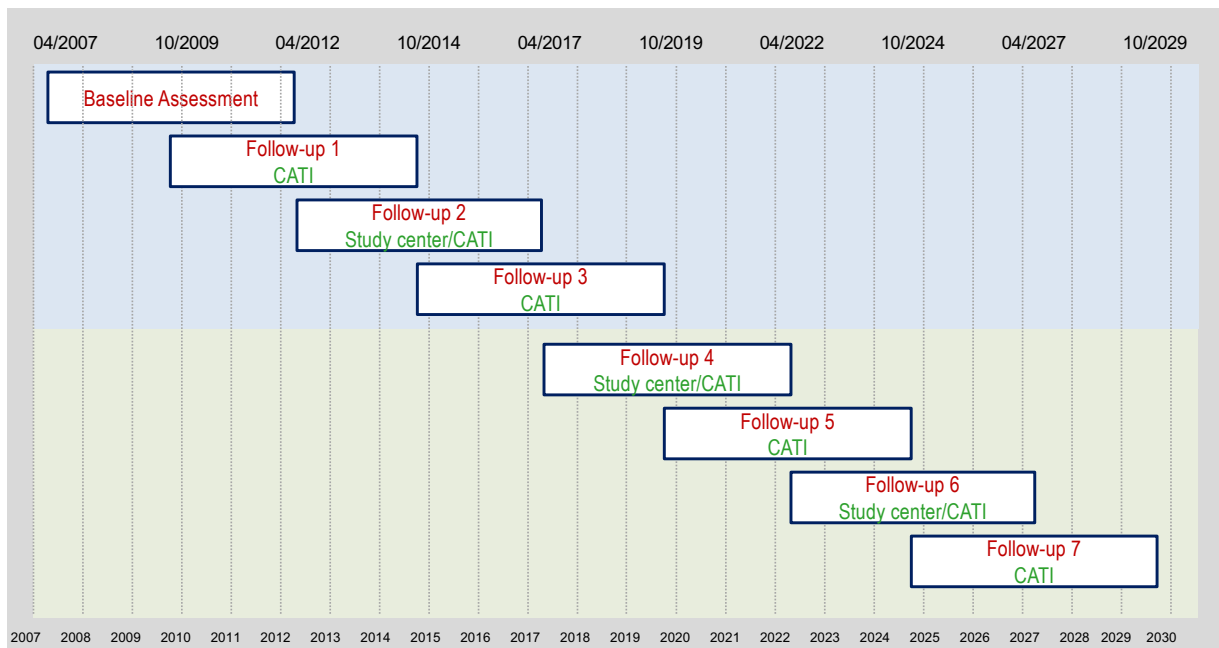 04/2007 10/2009 04/2012 10/2014 04/2017 10/2019 04/2022 10/2024 04/2027 10/2029
Baseline Assessment
Follow-up 1
CATI
Follow-up 2
Study center/CATI
Follow-up 3
CATI
Follow-up 4
Study center/CATI
Follow-up 5
CATI
Follow-up 6
Study center/CATI
Follow-up 7
CATI
2007 2008 2009 2010 2011 2012 2013 2014 2015 2016 2017 2018 2019 2020 2021 2022 2023 2024 2025 2026 2027 2028 2029 2030